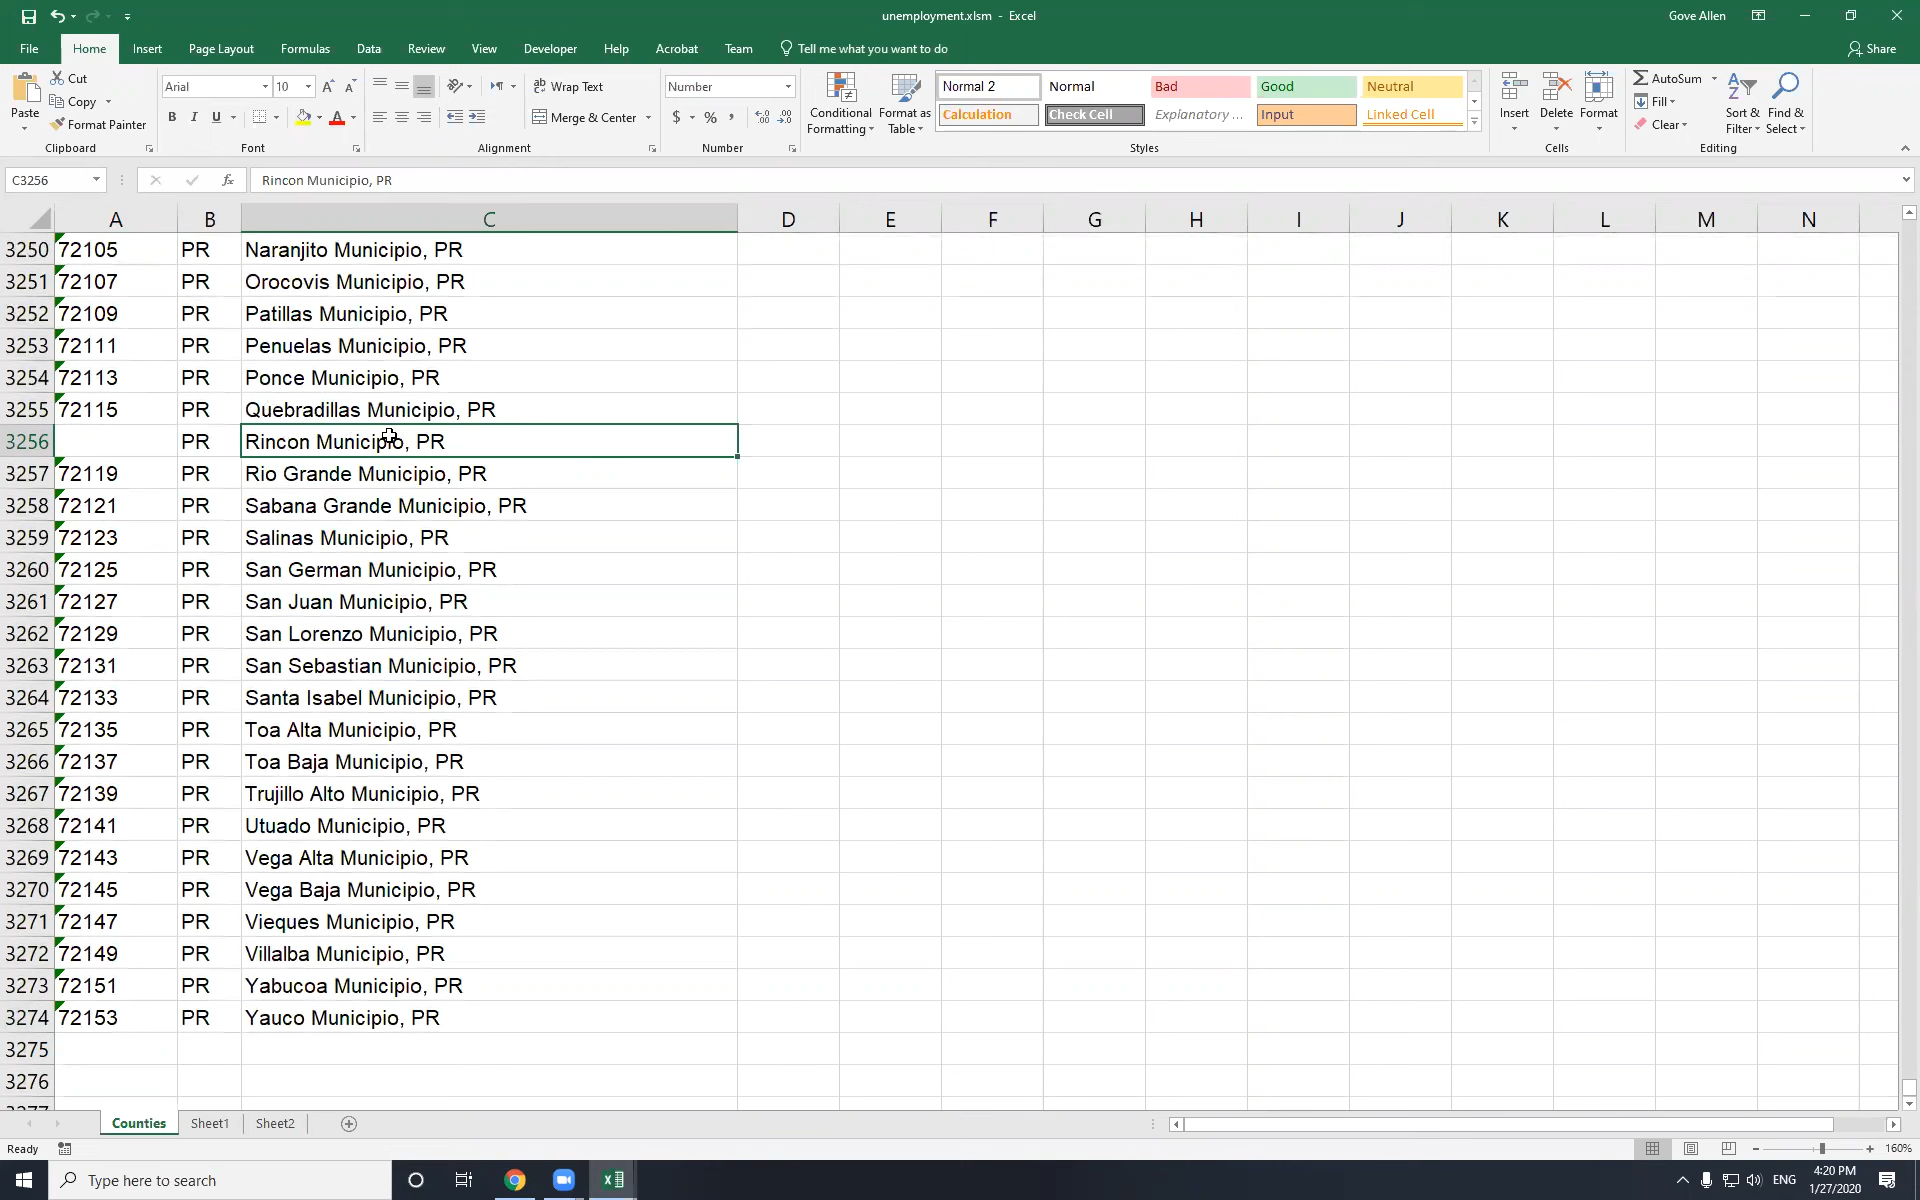 unemployment.xlsm - Excel
Gove Allen
File Home Insert Page Layout Formulas Data Review View Developer Help Acrobat Team Tell me what you want to do Share
Paste Cut Copy Format Painter Clipboard
Arial 10 B I U A Font
Wrap Text Merge & Center Alignment
Number $ % , Number
Conditional Formatting Format as Table
Normal 2 Normal Bad Good Neutral
Calculation Check Cell Explanatory ... Input Linked Cell
Styles
Insert Delete Format Cells
AutoSum Fill Clear Sort & Filter Find & Select Editing
C3256 fx Rincon Municipio, PR
A B C D E F G H I J K L M N
3250 72105 PR Naranjito Municipio, PR
3251 72107 PR Orocovis Municipio, PR
3252 72109 PR Patillas Municipio, PR
3253 72111 PR Penuelas Municipio, PR
3254 72113 PR Ponce Municipio, PR
3255 72115 PR Quebradillas Municipio, PR
3256 PR Rincon Municipio, PR
3257 72119 PR Rio Grande Municipio, PR
3258 72121 PR Sabana Grande Municipio, PR
3259 72123 PR Salinas Municipio, PR
3260 72125 PR San German Municipio, PR
3261 72127 PR San Juan Municipio, PR
3262 72129 PR San Lorenzo Municipio, PR
3263 72131 PR San Sebastian Municipio, PR
3264 72133 PR Santa Isabel Municipio, PR
3265 72135 PR Toa Alta Municipio, PR
3266 72137 PR Toa Baja Municipio, PR
3267 72139 PR Trujillo Alto Municipio, PR
3268 72141 PR Utuado Municipio, PR
3269 72143 PR Vega Alta Municipio, PR
3270 72145 PR Vega Baja Municipio, PR
3271 72147 PR Vieques Municipio, PR
3272 72149 PR Villalba Municipio, PR
3273 72151 PR Yabucoa Municipio, PR
3274 72153 PR Yauco Municipio, PR
3275
3276
Counties Sheet1 Sheet2
Ready 160%
Type here to search ENG 4:20 PM
1/27/2020